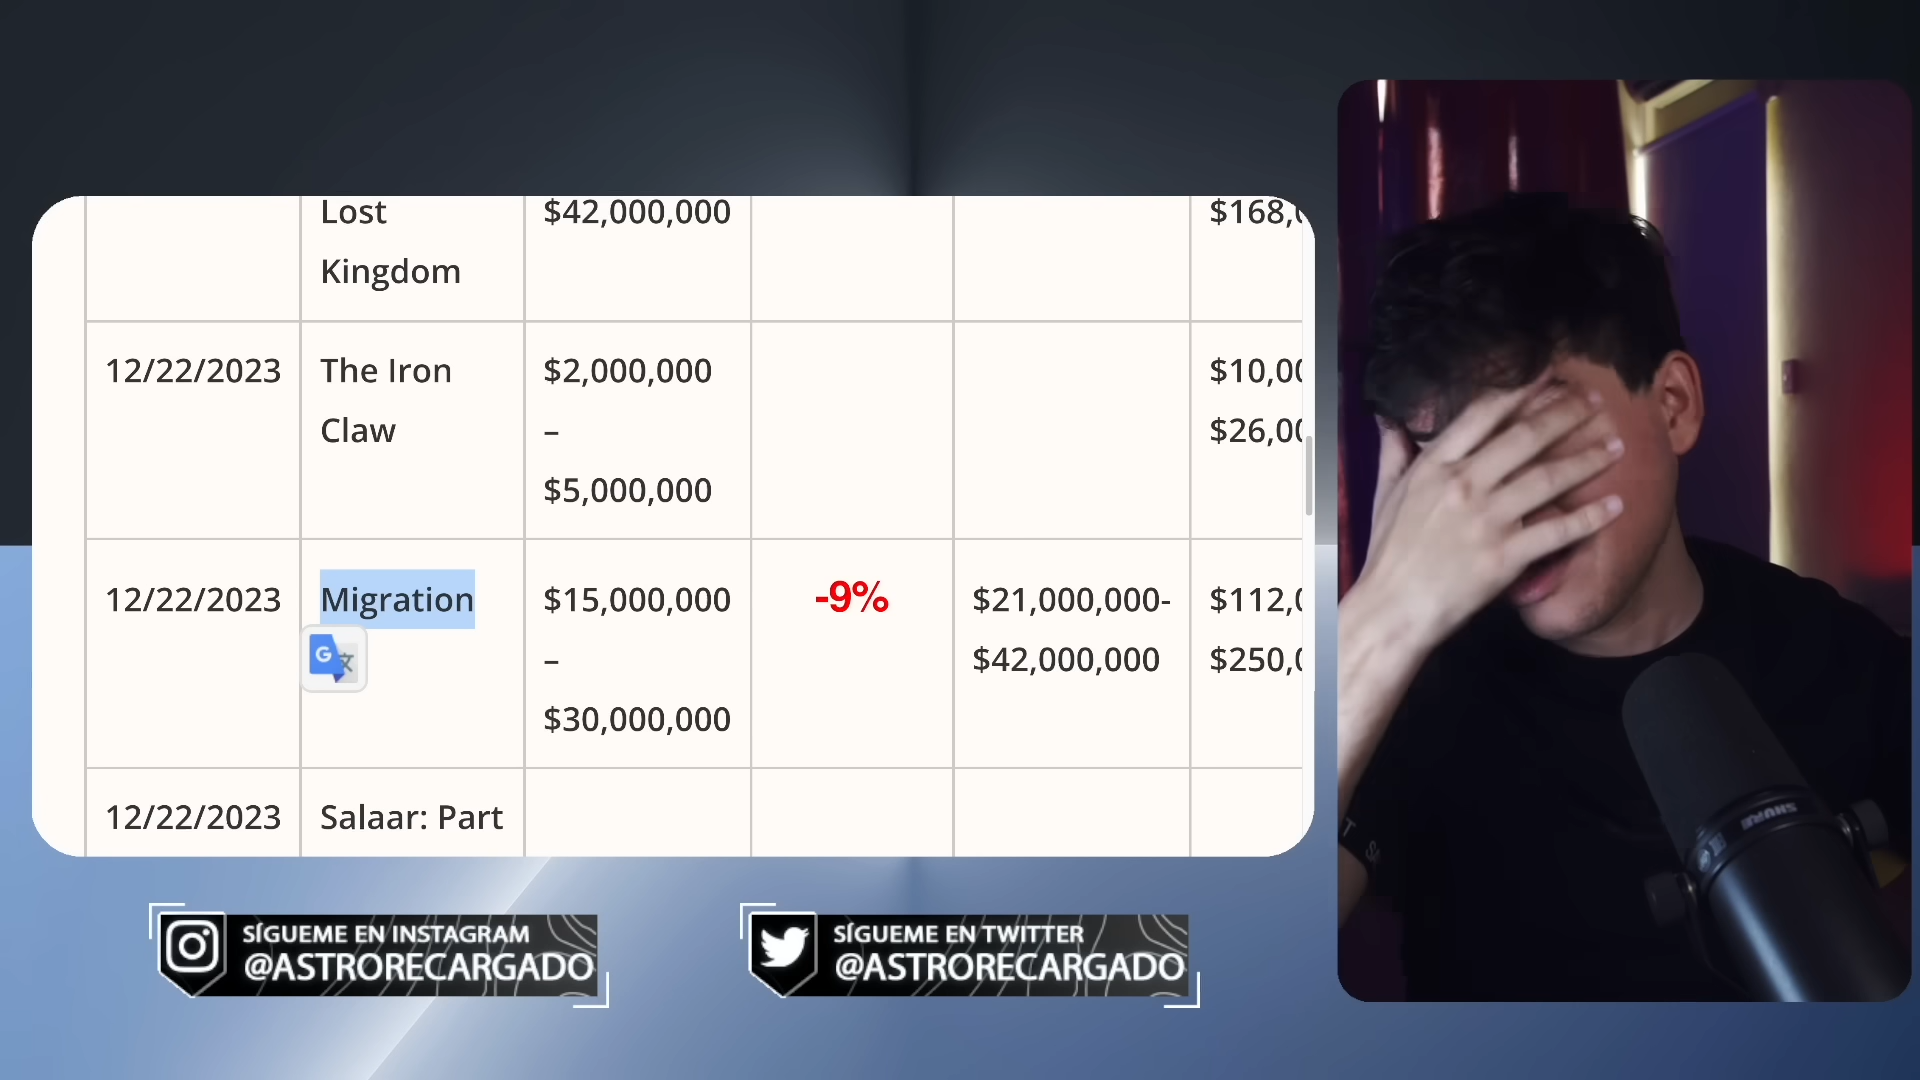 Lost $42,000,000
Kingdom
12/22/2023 The Iron $2,000,000
Claw –
$5,000,000
12/22/2023 Migration $15,000,000 -9% $21,000,000-
– $42,000,000
$30,000,000
12/22/2023 Salaar: Part
SÍGUEME EN INSTAGRAM
@ASTRORECARGADO
SÍGUEME EN TWITTER
@ASTRORECARGADO
SHURE